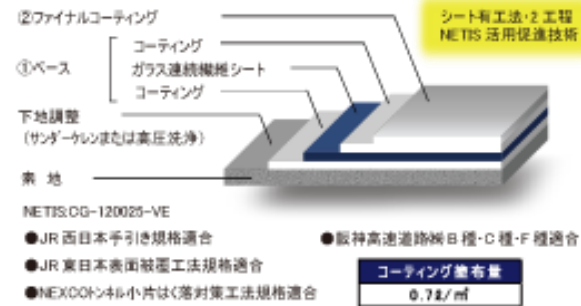 ②ファイナルコーティング
シート有工法・2工程
NETIS 活用促進技術
コーティング
①ベース
ガラス連続繊維シート
コーティング
下地調整
(サンダーケレンまたは高圧洗浄)
素 地
NETIS:CG-120025-VE
●JR西日本手引き規格適合
●阪神高速道路㈱B種・C種・F種適合
●JR東日本表面被覆工法規格適合
●NEXCOトンネル小片はく落対策工法規格適合
コーティング塗布量
0.7ℓ/㎡